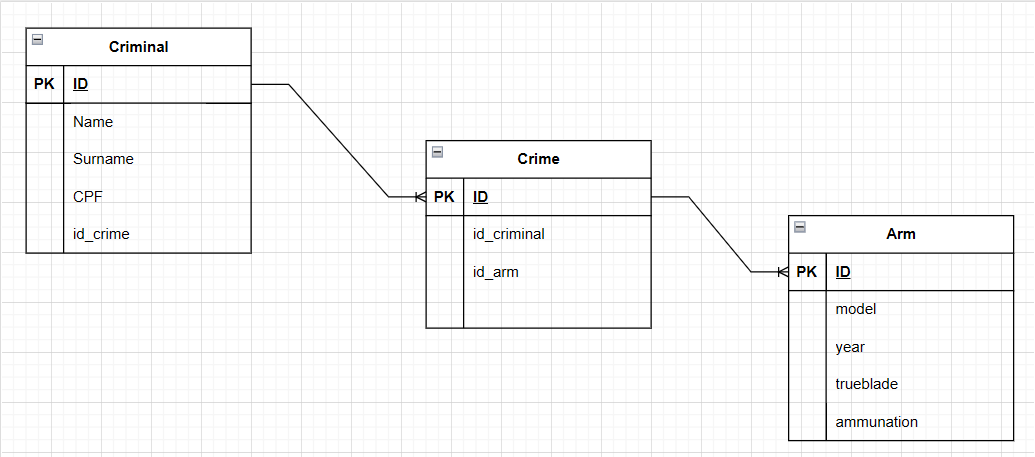 Criminal
PK ID
Name
Surname
CPF
id_crime
Crime
PK ID
id_criminal
id_arm
Arm
PK ID
model
year
trueblade
ammunation